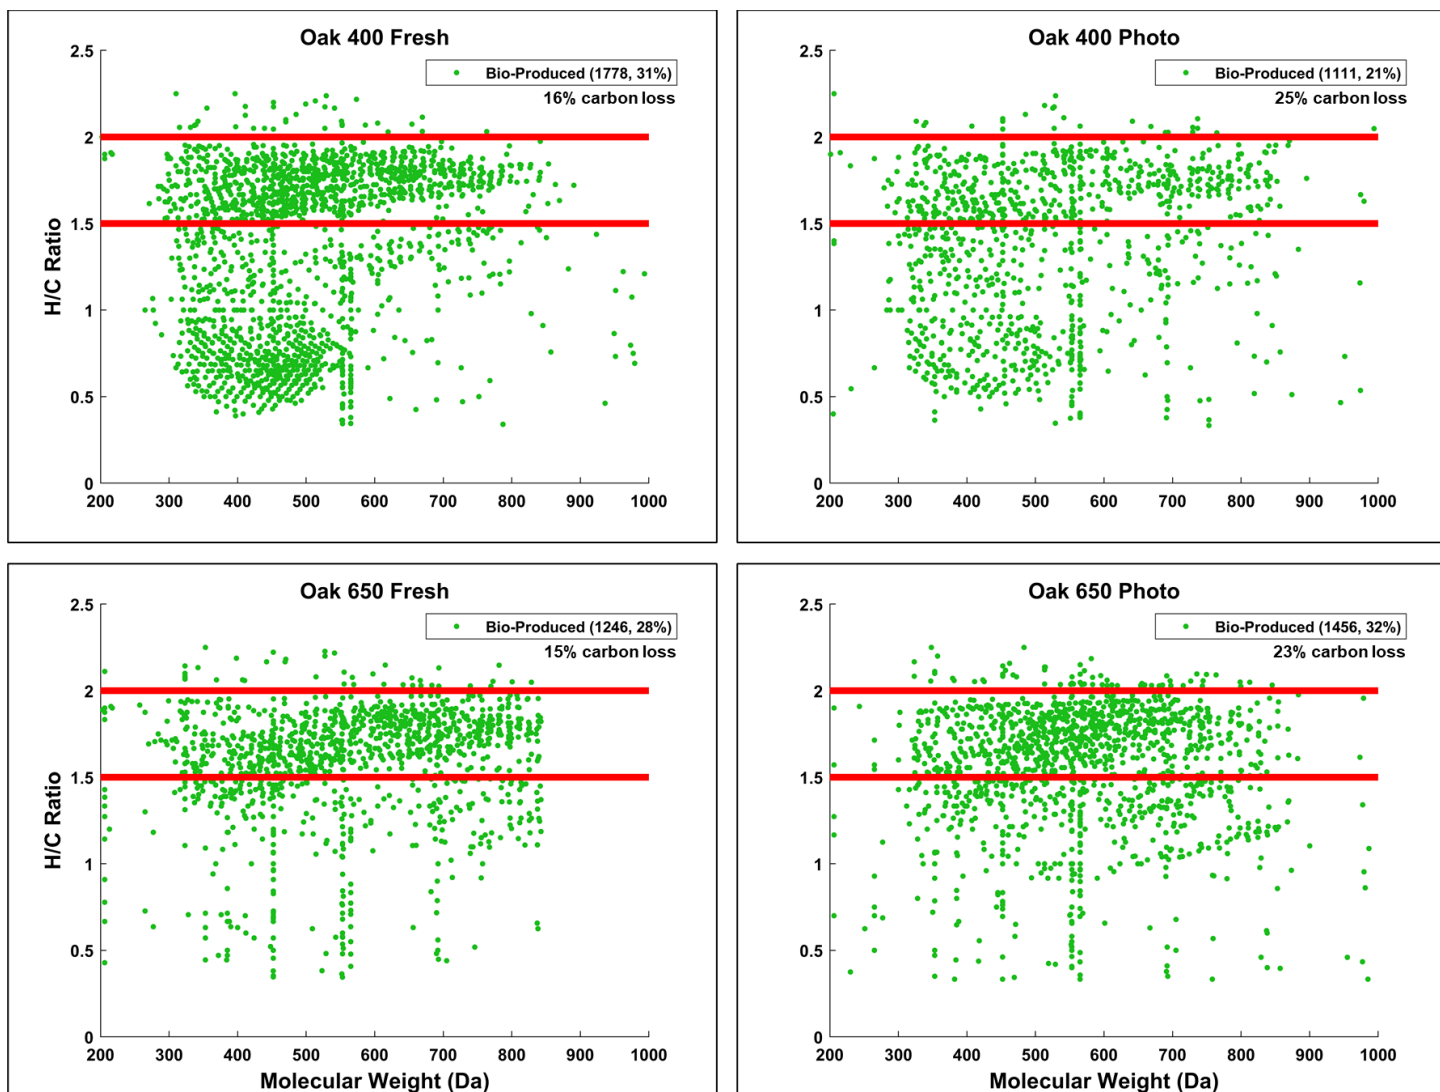 Oak 400 Fresh
2.5
Bio-Produced (1778, 31%)
16% carbon loss
2
1.5
H/C Ratio
1
0.5
0
200 300 400 500 600 700 800 900 1000
Oak 400 Photo
2.5
Bio-Produced (1111, 21%)
25% carbon loss
2
1.5
1
0.5
0
200 300 400 500 600 700 800 900 1000
Oak 650 Fresh
2.5
Bio-Produced (1246, 28%)
15% carbon loss
2
1.5
H/C Ratio
1
0.5
0
200 300 400 500 600 700 800 900 1000
Molecular Weight (Da)
Oak 650 Photo
2.5
Bio-Produced (1456, 32%)
23% carbon loss
2
1.5
1
0.5
0
200 300 400 500 600 700 800 900 1000
Molecular Weight (Da)